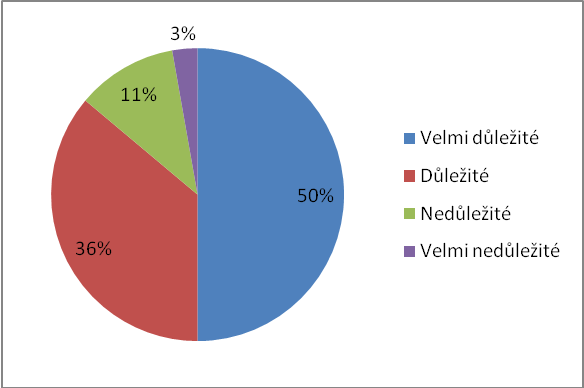 3%
11%
50%
36%
Velmi důležité
Důležité
Nedůležité
Velmi nedůležité